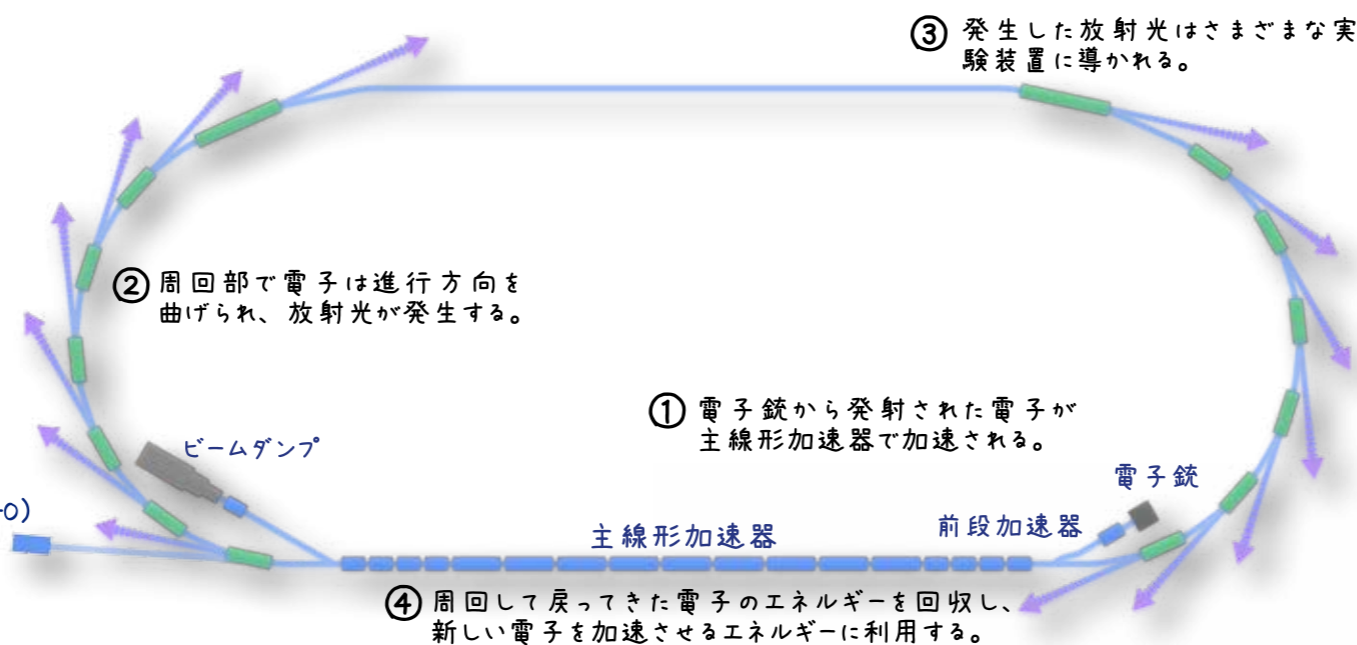 ③ 発生した放射光はさまざまな実
験装置に導かれる。
② 周回部で電子は進行方向を
曲げられ、放射光が発生する。
① 電子銃から発射された電子が
主線形加速器で加速される。
ビームダンプ
電子銃
前段加速器
主線形加速器
④ 周回して戻ってきた電子のエネルギーを回収し、
新しい電子を加速させるエネルギーに利用する。